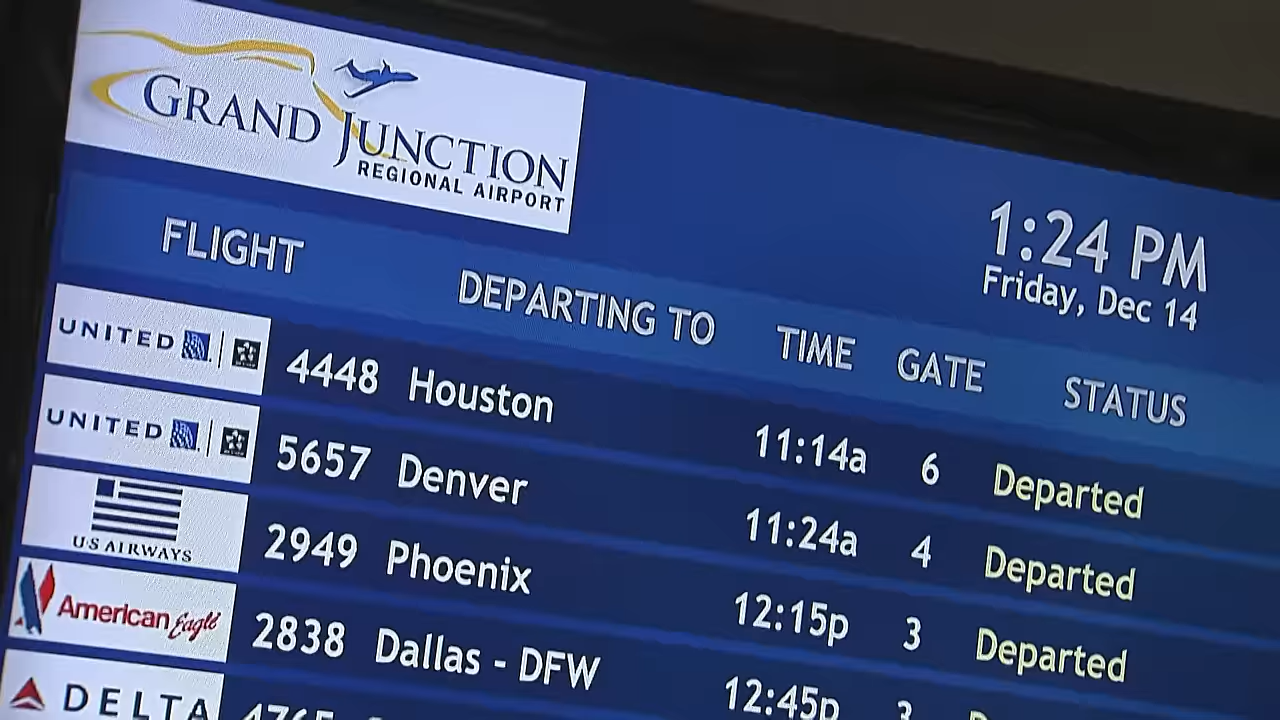 GRAND JUNCTION
REGIONAL AIRPORT
1:24 PM
Friday, Dec 14
FLIGHT DEPARTING TO TIME GATE STATUS
UNITED 4448 Houston 11:14a 6 Departed
UNITED 5657 Denver 11:24a 4 Departed
U·S AIRWAYS 2949 Phoenix 12:15p 3 Departed
American Eagle 2838 Dallas - DFW 12:45p 3
DELTA 4765